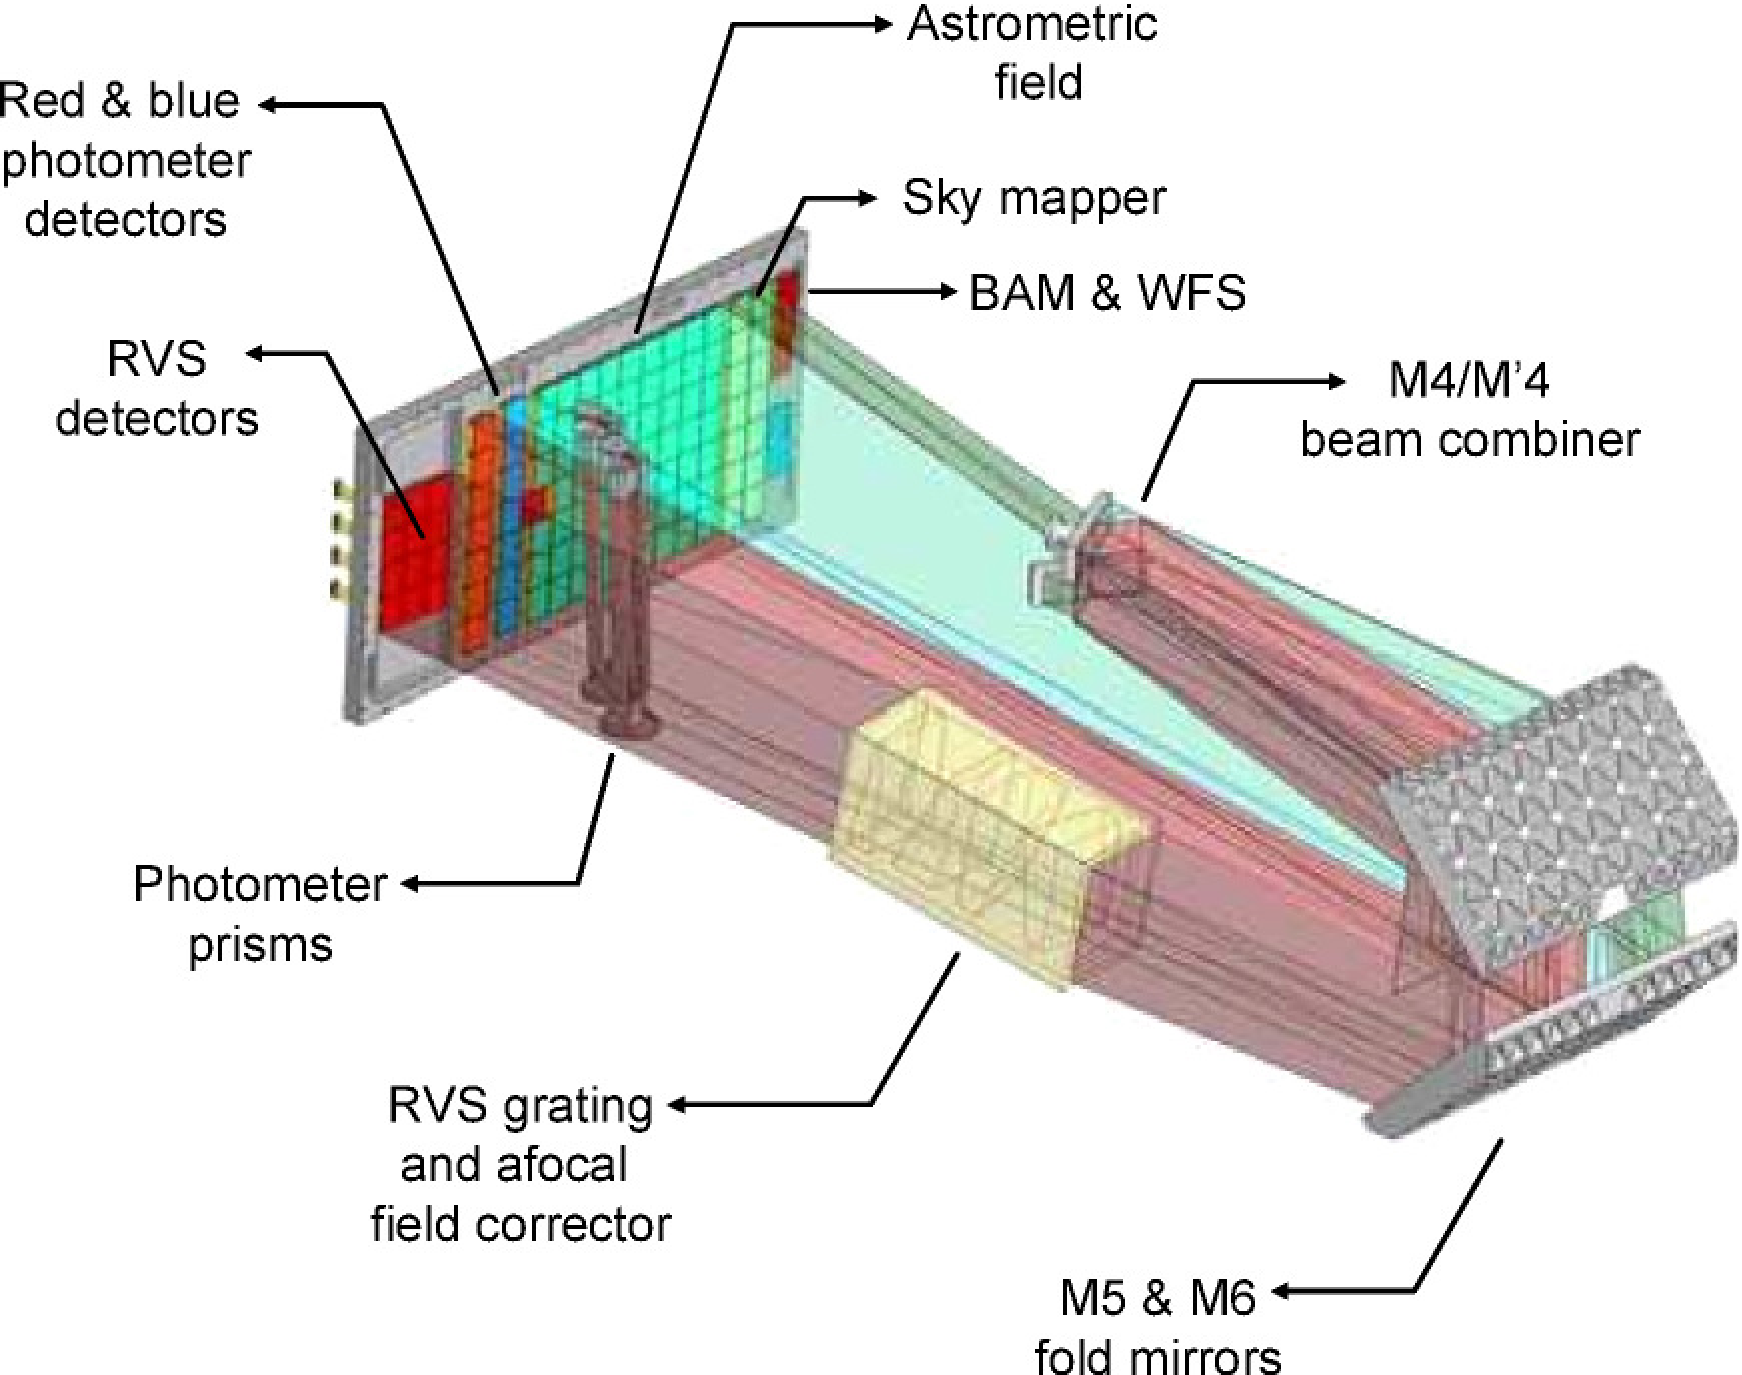 Astrometric
field
Red & blue
photometer
detectors
Sky mapper
BAM & WFS
RVS
detectors
M4/M’4
beam combiner
Photometer
prisms
RVS grating
and afocal
field corrector
M5 & M6
fold mirrors